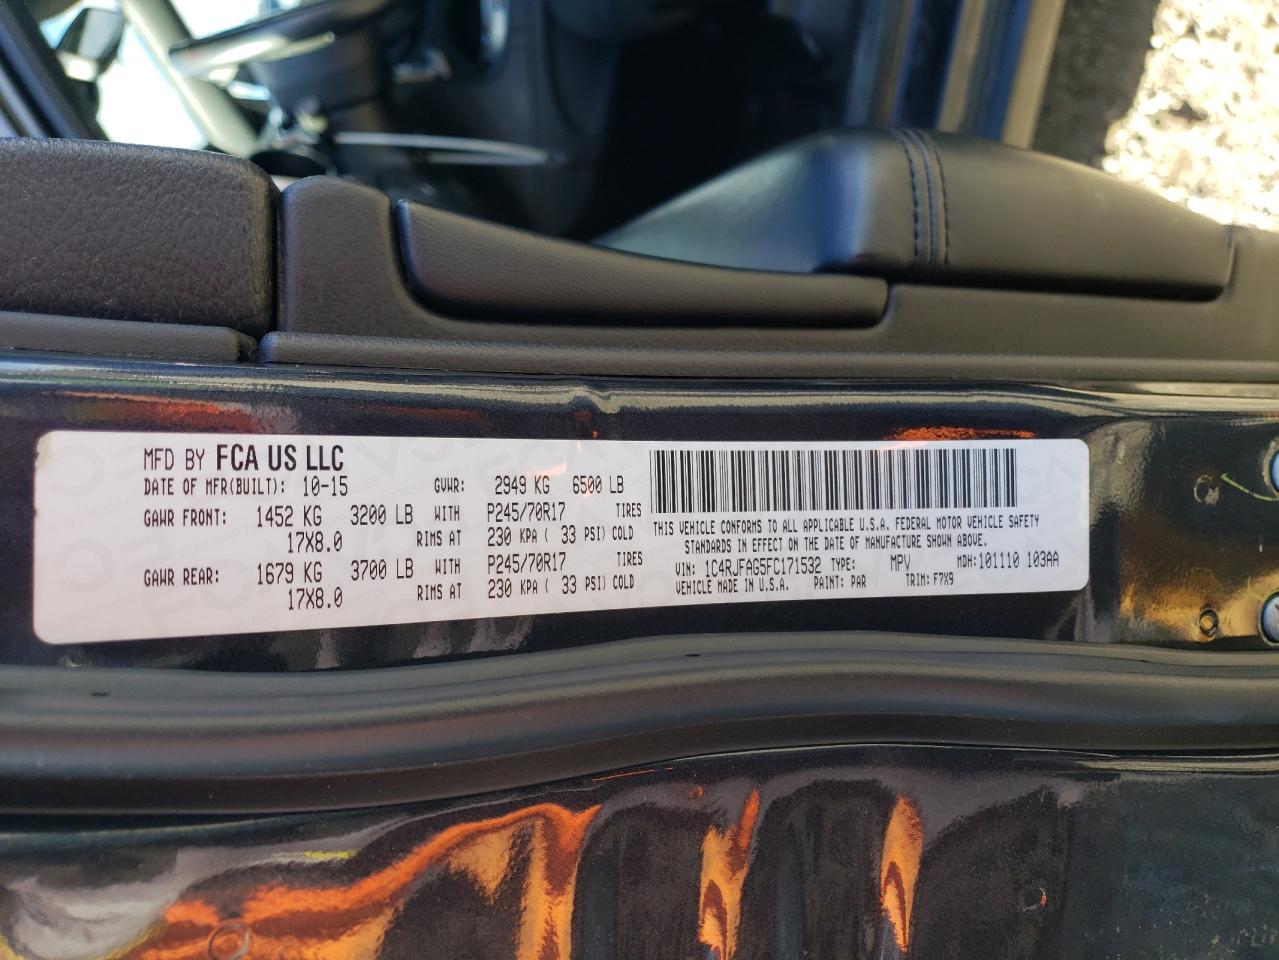 MFD BY FCA US LLC
DATE OF MFR(BUILT): 10-15 GVWR: 2949 KG 6500 LB
GAWR FRONT: 1452 KG 3200 LB WITH P245/70R17 TIRES
17X8.0 RIMS AT 230 KPA ( 33 PSI) COLD
GAWR REAR: 1679 KG 3700 LB WITH P245/70R17 TIRES
17X8.0 RIMS AT 230 KPA ( 33 PSI) COLD
THIS VEHICLE CONFORMS TO ALL APPLICABLE U.S.A. FEDERAL MOTOR VEHICLE SAFETY
STANDARDS IN EFFECT ON THE DATE OF MANUFACTURE SHOWN ABOVE.
VIN: 1C4RJFAG5FC171532 TYPE: MPV MDH:101110 103AA
VEHICLE MADE IN U.S.A. PAINT: PAR TRIM: F7X9